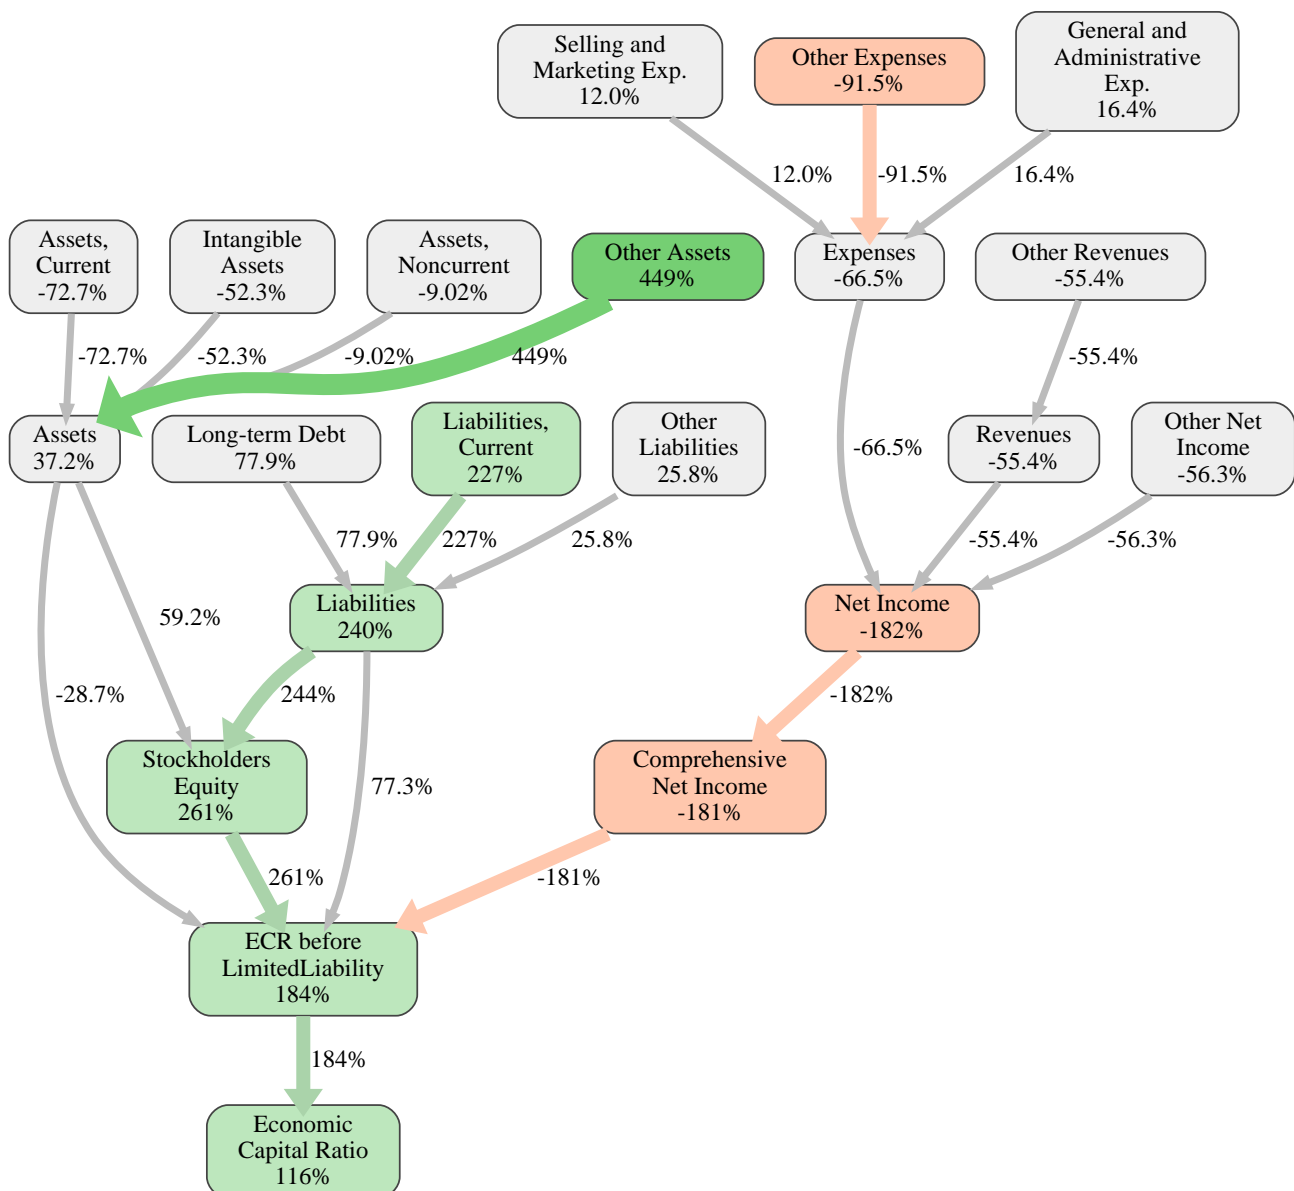 Selling and
Marketing Exp.
12.0%
Other Expenses
-91.5%
General and
Administrative
Exp.
16.4%
12.0%
-91.5%
16.4%
Assets,
Current
-72.7%
Intangible
Assets
-52.3%
Assets,
Noncurrent
-9.02%
Other Assets
449%
Expenses
-66.5%
Other Revenues
-55.4%
-72.7%
-52.3%
-9.02%
449%
-55.4%
Assets
37.2%
Long-term Debt
77.9%
Liabilities,
Current
227%
Other
Liabilities
25.8%
-66.5%
Revenues
-55.4%
Other Net
Income
-56.3%
77.9%
227%
25.8%
-55.4%
-56.3%
59.2%
Liabilities
240%
Net Income
-182%
-28.7%
244%
-182%
Stockholders
Equity
261%
77.3%
Comprehensive
Net Income
-181%
261%
-181%
ECR before
LimitedLiability
184%
184%
Economic
Capital Ratio
116%